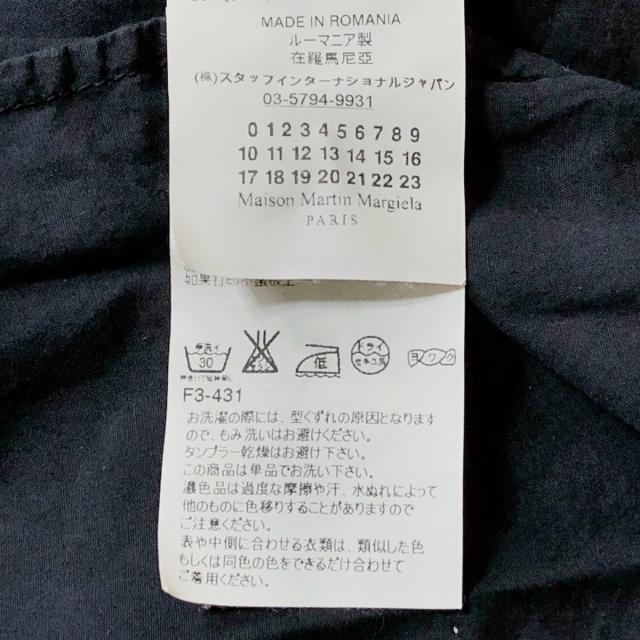 MADE IN ROMANIA
ルーマニア製
在羅馬尼亞
(株)スタッフインターナショナルジャパン
03-5794-9931
0 1 2 3 4 5 6 7 8 9
10 11 12 13 14 15 16
17 18 19 20 21 22 23
Maison Martin Margiela
PARIS
手洗イ
30
低
ドライ
セキユ系
ヨワク
F3-431
お洗濯の際には、型くずれの原因となります
ので、もみ洗いはお避けください。
タンブラー乾燥はお避け下さい。
この商品は単品でお洗い下さい。
濃色品は過度な摩擦や汗、水ぬれによって
他のものに色移りすることがありますので
ご注意ください。
表や中側に合わせる衣類は、類似した色
もしくは同色の色をできるだけ合わせて
ご着用ください。